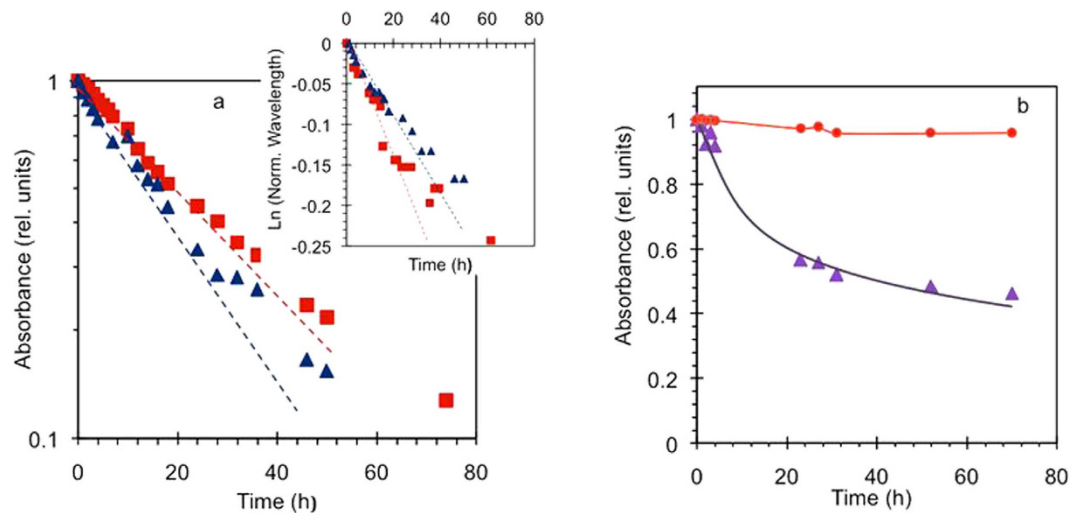 0 20 40 60 80
0
-0.05
-0.1
-0.15
-0.2
-0.25
Ln (Norm. Wavelength)
Time (h)
a
1
0.1
Absorbance (rel. units)
0 20 40 60 80
Time (h)
b
1
0.8
0.6
0.4
0.2
0
Absorbance (rel. units)
0 20 40 60 80
Time (h)